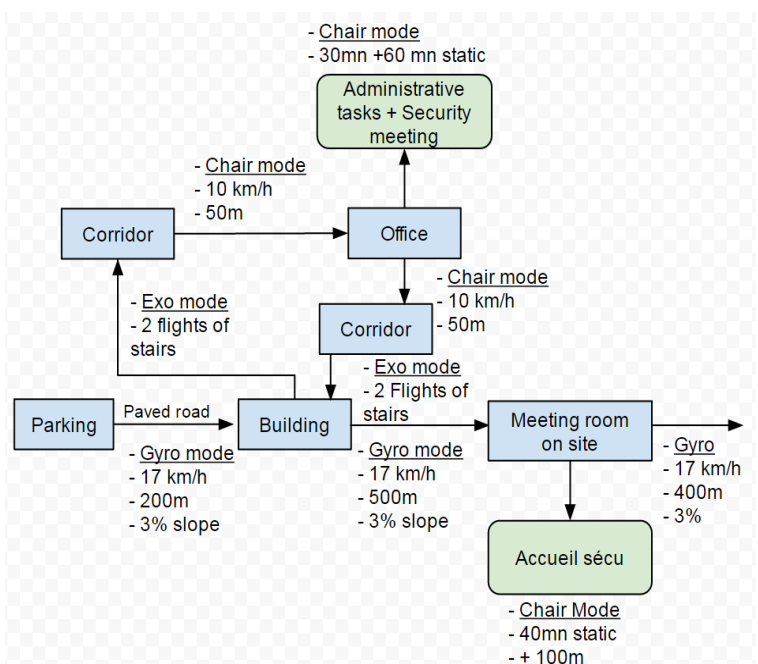 - Chair mode
- 30mn +60 mn static
Administrative
tasks + Security
meeting
- Chair mode
- 10 km/h
- 50m
Corridor
Office
- Chair mode
- 10 km/h
- 50m
- Exo mode
- 2 flights of
stairs
Corridor
- Exo mode
- 2 Flights of
stairs
Parking
Paved road
Building
Meeting room
on site
- Gyro mode
- 17 km/h
- 200m
- 3% slope
- Gyro mode
- 17 km/h
- 500m
- 3% slope
- Gyro
- 17 km/h
- 400m
- 3%
Accueil sécu
- Chair Mode
- 40mn static
- + 100m